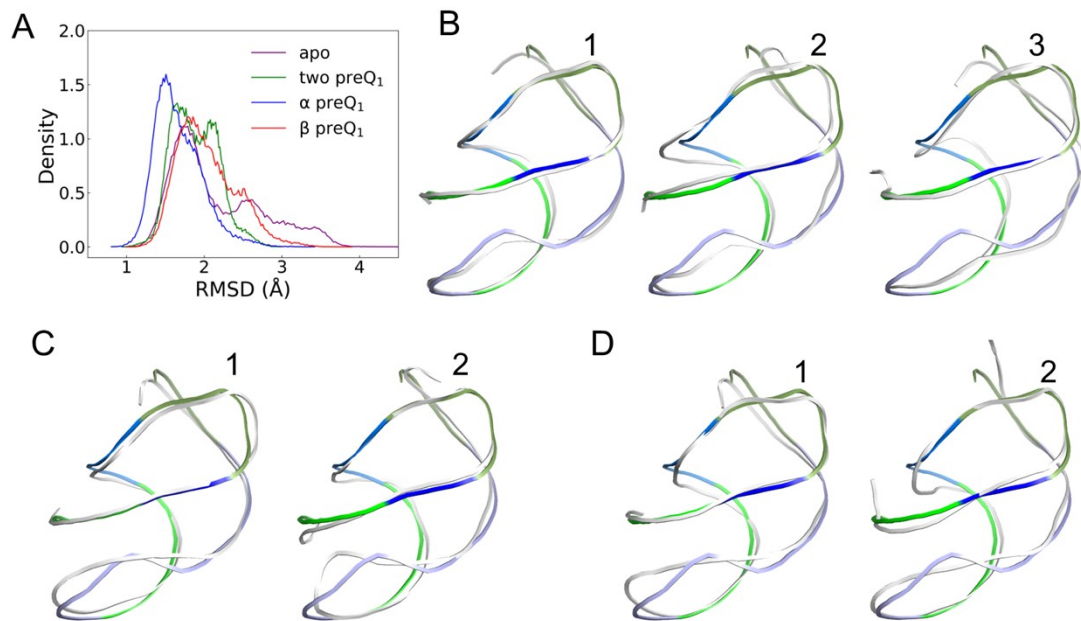 A
Density
2.0
1.5
1.0
0.5
0.0
apo
two preQ₁
α preQ₁
β preQ₁
1 2 3 4
RMSD (Å)
B
1 2 3
C
1 2
D
1 2